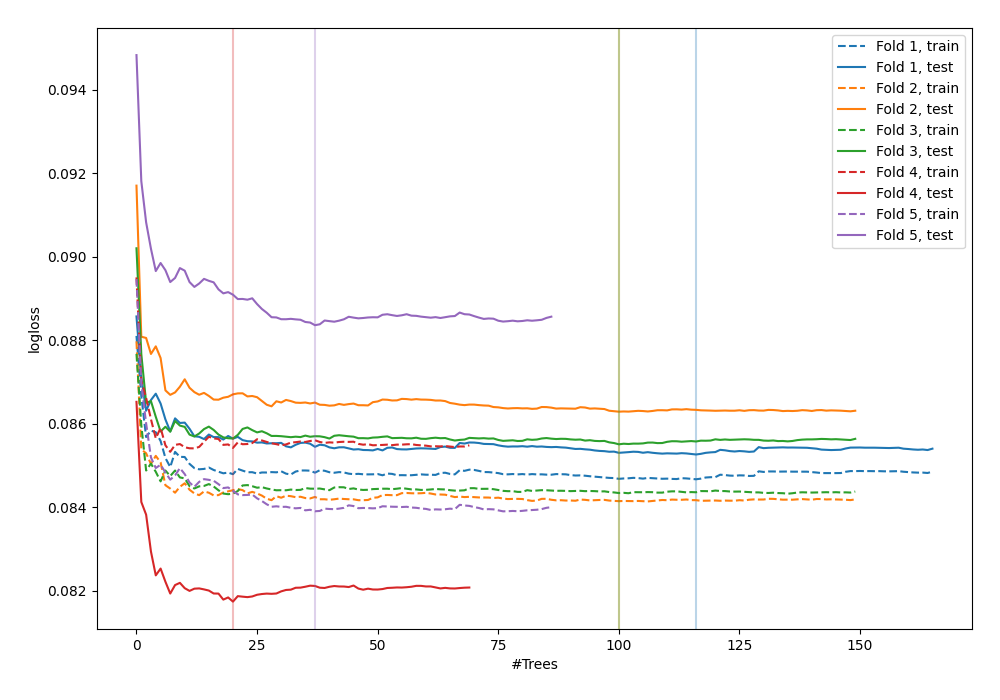 Fold 1, train
Fold 1, test
Fold 2, train
Fold 2, test
Fold 3, train
Fold 3, test
Fold 4, train
Fold 4, test
Fold 5, train
Fold 5, test
0.094
0.092
0.090
0.088
0.086
0.084
0.082
logloss
0 25 50 75 100 125 150
#Trees